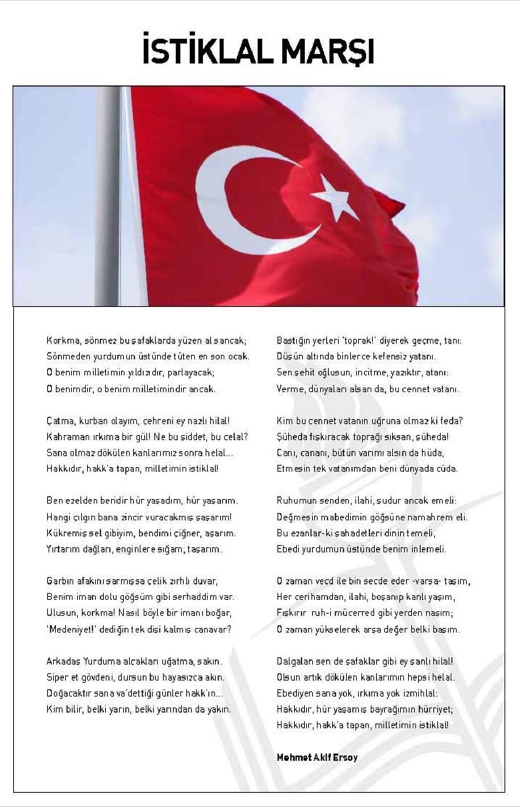 İSTİKLAL MARŞI
Korkma, sönmez bu şafaklarda yüzen al sancak;
Sönmeden yurdumun üstünde tüten en son ocak.
O benim milletimin yıldızıdır, parlayacak;
O benimdir, o benim milletimindir ancak.
Çatma, kurban olayım, çehreni ey nazlı hilal!
Kahraman ırkıma bir gül! Ne bu şiddet, bu celal?
Sana olmaz dökülen kanlarımız sonra helal...
Hakkıdır, hakk'a tapan, milletimin istiklal!
Ben ezelden beridir hür yaşadım, hür yaşarım.
Hangi çılgın bana zincir vuracakmış şaşarım!
Kükremiş sel gibiyim, bendimi çiğner, aşarım.
Yırtarım dağları, enginlere sığam, taşarım.
Garbın afakını sarmışsa çelik zırhlı duvar,
Benim iman dolu göğsüm gibi serhaddim var.
Ulusun, korkma! Nasıl böyle bir imanı boğar,
'Medeniyet!' dediğin tek dişi kalmış canavar?
Arkadaş Yurduma alçakları uğatma, sakın.
Siper et gövdeni, dursun bu hayasızca akın.
Doğacaktır sana va'dettiği günler hakk'ın...
Kim bilir, belki yarın, belki yarından da yakın.
Bastığın yerleri 'toprak!' diyerek geçme, tanı:
Düşün altında binlerce kefensiz yatanı.
Sen şehit oğlusun, incitme, yazıktır, atanı:
Verme, dünyaları alsan da, bu cennet vatanı.
Kim bu cennet vatanın uğruna olmaz ki feda?
Şüheda fışkıracak toprağı sıksan, şüheda!
Canı, cananı, bütün varımı alsın da hüda,
Etmesin tek vatanımdan beni dünyada cüda.
Ruhumun senden, ilahi, şudur ancak emeli:
Değmesin mabedimin göğsüne namahrem eli.
Bu ezanlar-ki şahadetleri dinin temeli,
Ebedi yurdumun üstünde benim inlemeli.
O zaman vecd ile bin secde eder -varsa- taşım,
Her cerihamdan, ilahi, boşanıp kanlı yaşım,
Fışkırır ruh-i mücerred gibi yerden naşım;
O zaman yükselerek arşa değer belki başım.
Dalgalan sen de şafaklar gibi ey şanlı hilal!
Olsun artık dökülen kanlarımın hepsi helal.
Ebediyen sana yok, ırkıma yok izmihlal:
Hakkıdır, hür yaşamış bayrağımın hürriyet;
Hakkıdır, hakk'a tapan, milletimin istiklal!
Mehmet Akif Ersoy